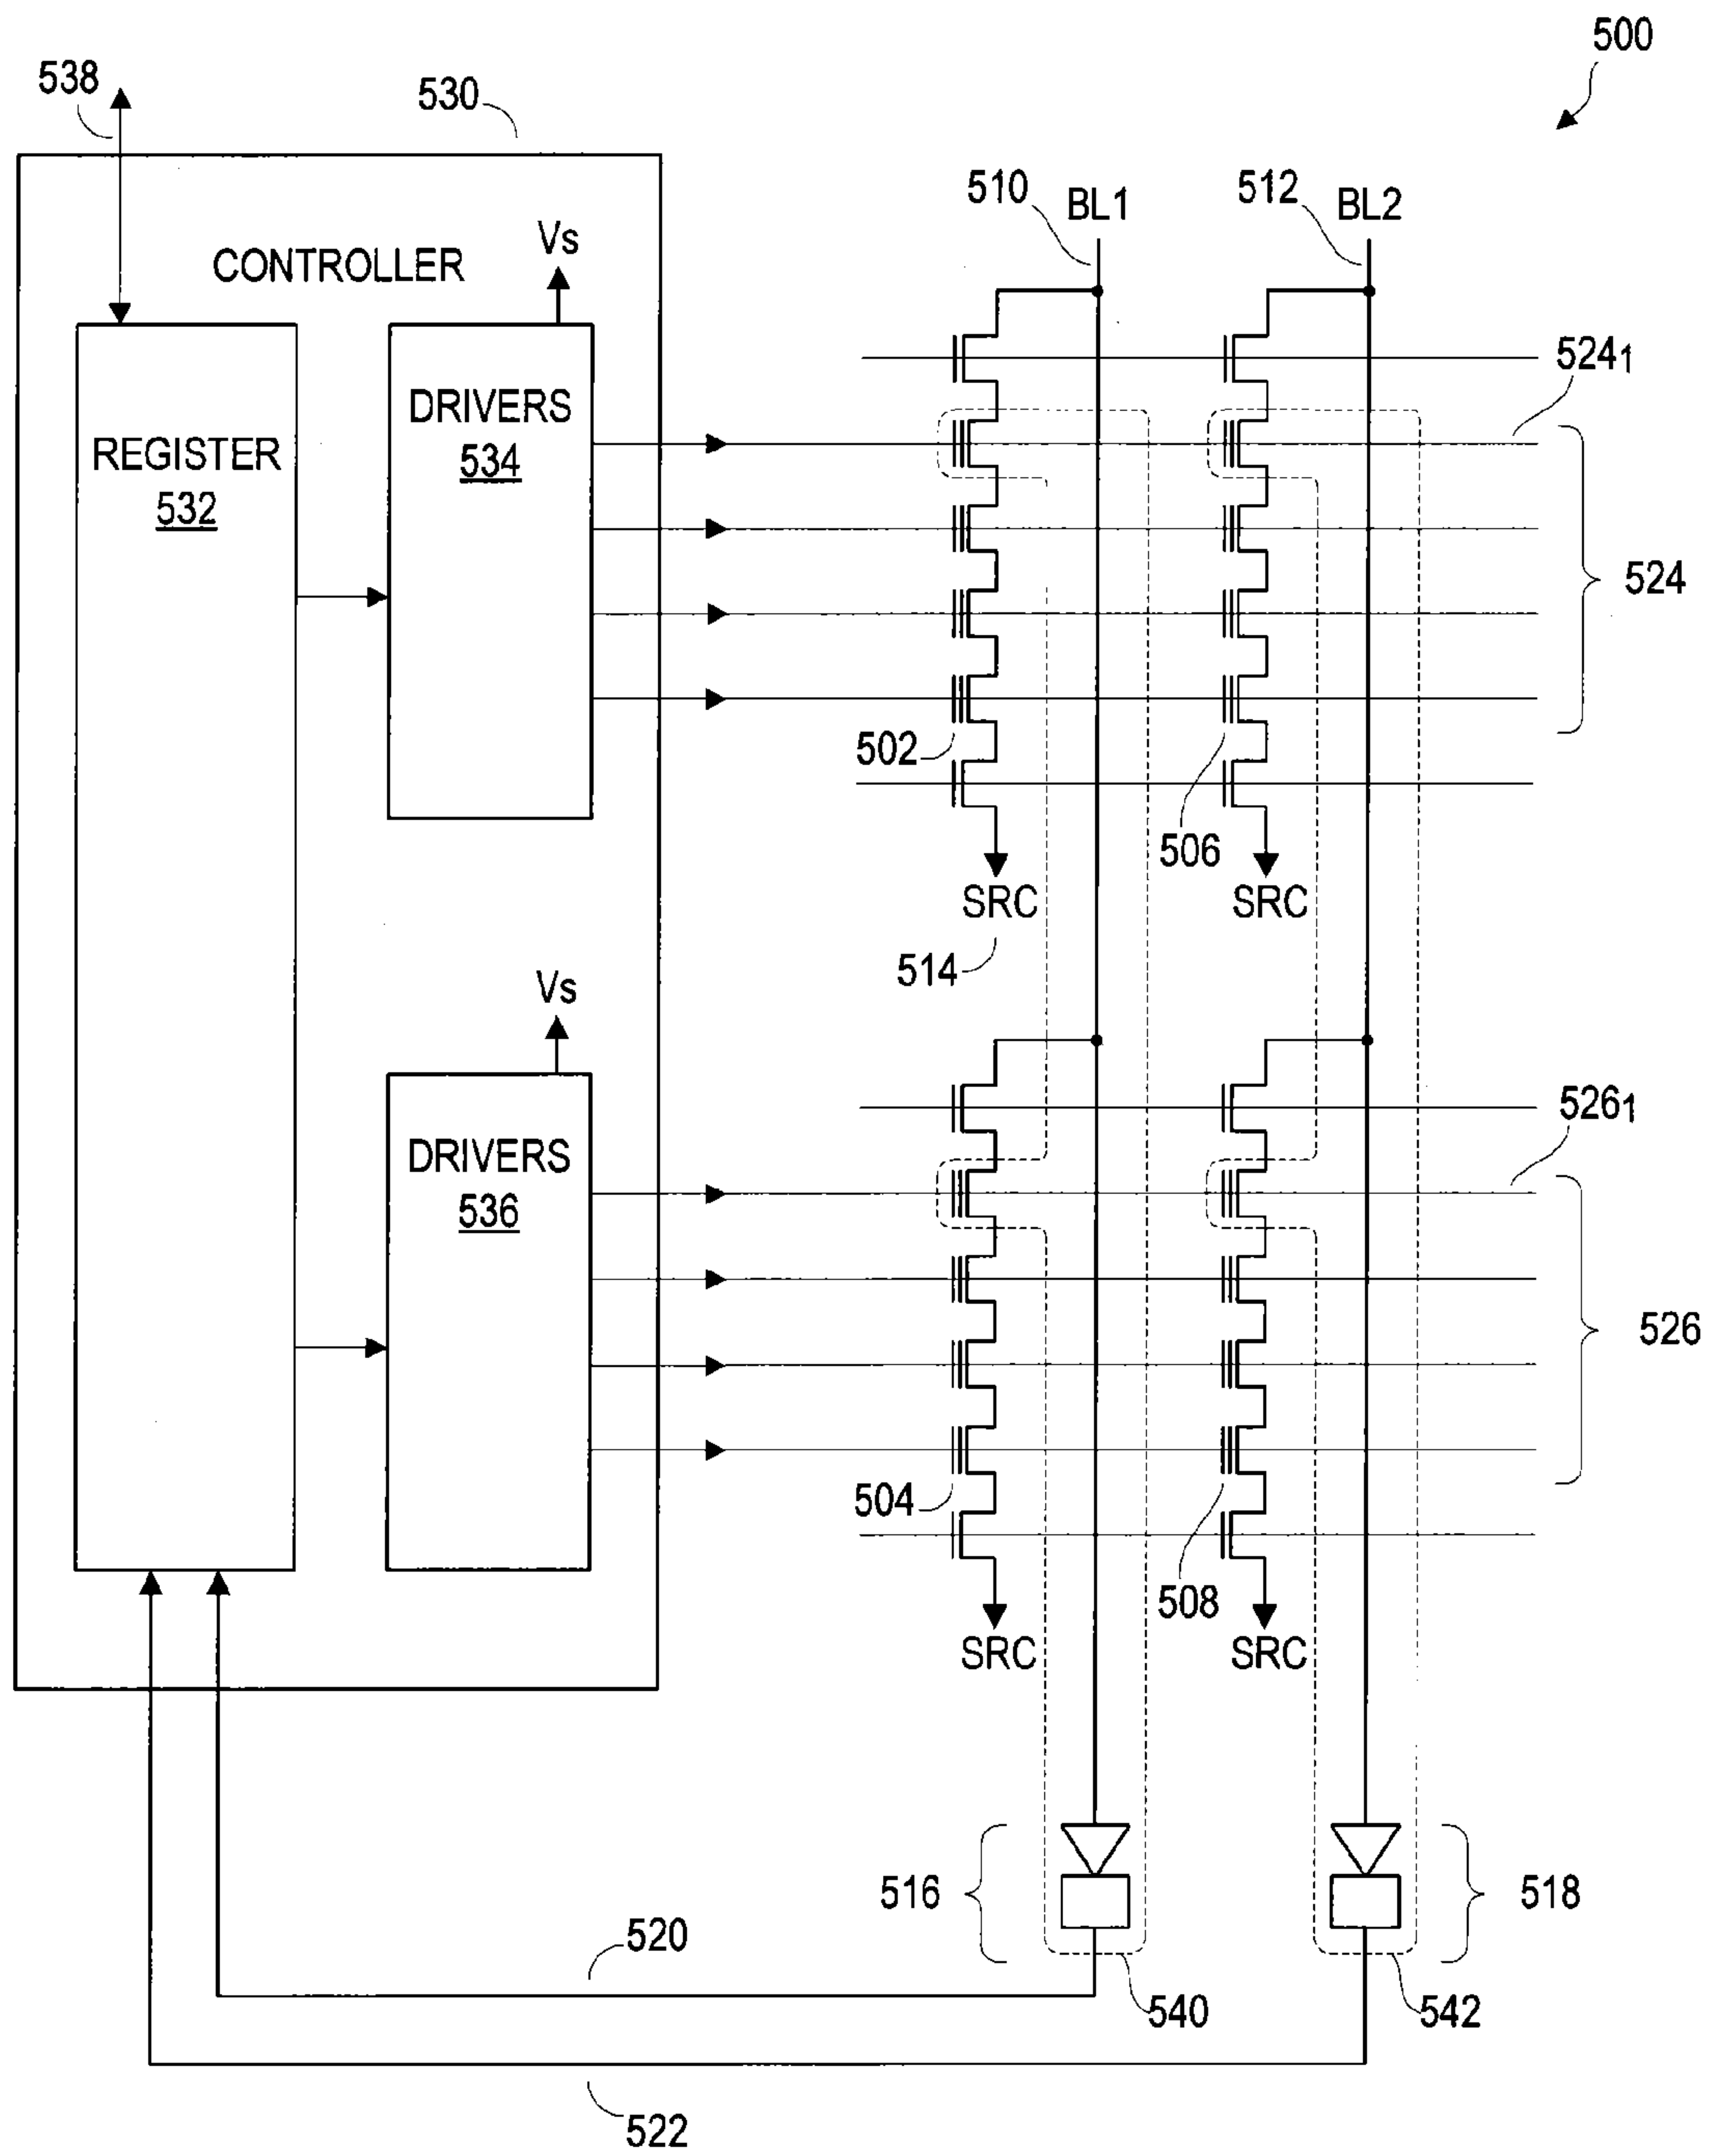 500
538
530
510
BL1
512
BL2
Vs
CONTROLLER
524₁
DRIVERS
534
REGISTER
532
524
502
506
SRC
SRC
514
Vs
526₁
DRIVERS
536
526
504
508
SRC
SRC
516
518
520
540
542
522